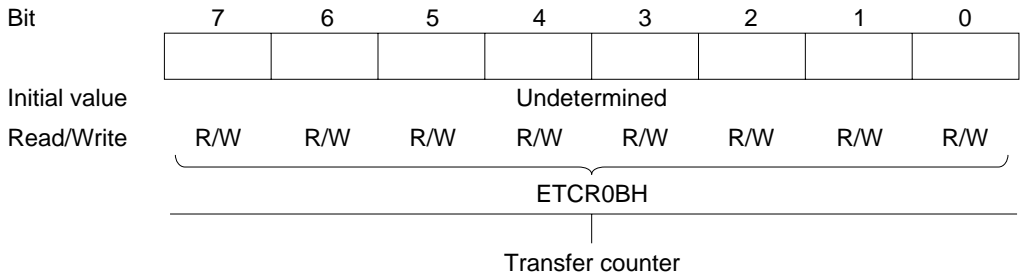 Bit 7 6 5 4 3 2 1 0
Initial value Undetermined
Read/Write R/W R/W R/W R/W R/W R/W R/W R/W
ETCR0BH
Transfer counter